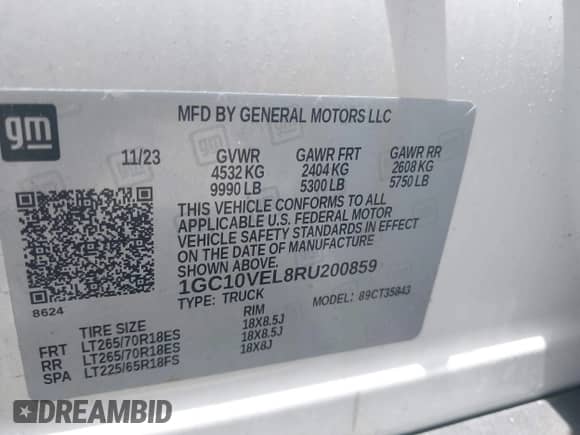 gm
MFD BY GENERAL MOTORS LLC
11/23 GVWR GAWR FRT GAWR RR
4532 KG 2404 KG 2608 KG
9990 LB 5300 LB 5750 LB
THIS VEHICLE CONFORMS TO ALL
APPLICABLE U.S. FEDERAL MOTOR
VEHICLE SAFETY STANDARDS IN EFFECT
ON THE DATE OF MANUFACTURE
SHOWN ABOVE.
1GC10VEL8RU200859
8624 TYPE: TRUCK MODEL: 89CT35843
TIRE SIZE RIM
FRT LT265/70R18ES 18X8.5J
RR LT265/70R18ES 18X8.5J
SPA LT225/65R18FS 18X8J
DREAMBID